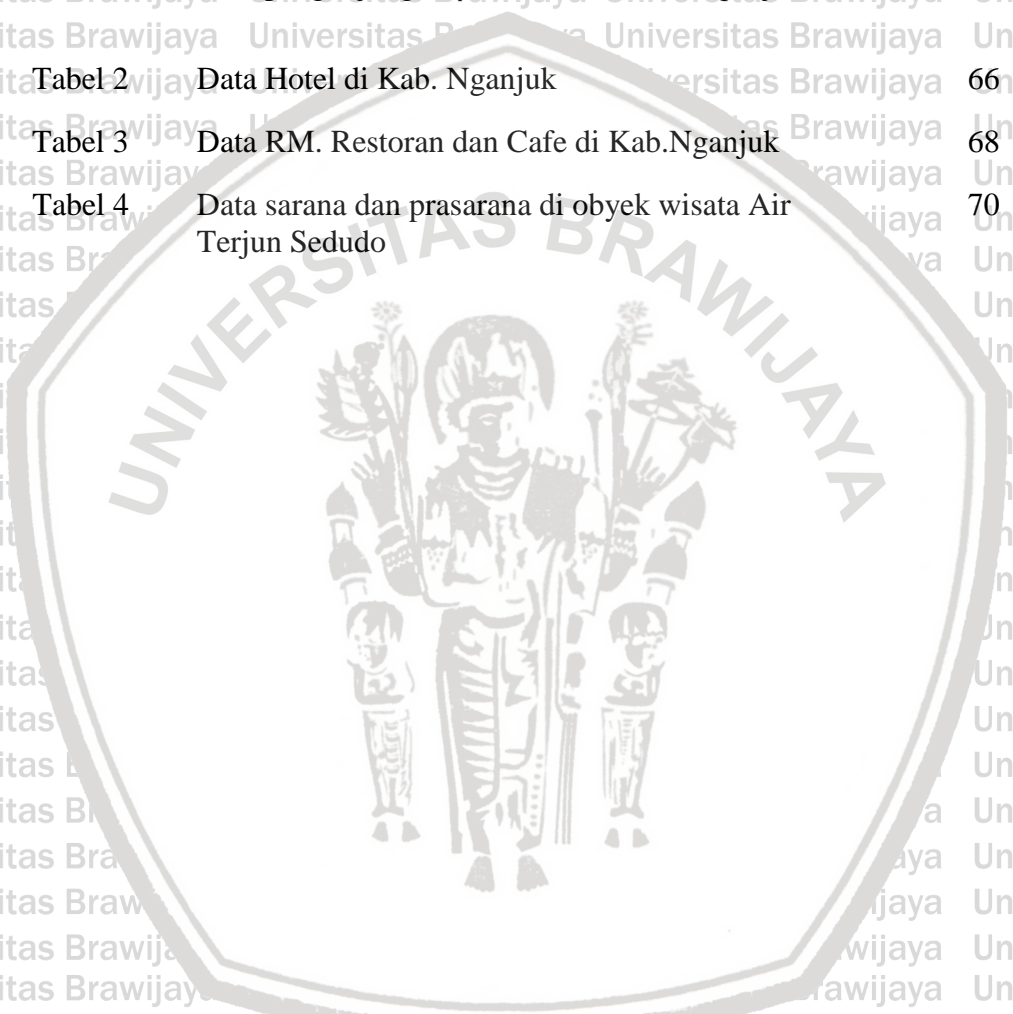 Tabel 2 Data Hotel di Kab. Nganjuk 66
Tabel 3 Data RM. Restoran dan Cafe di Kab.Nganjuk 68
Tabel 4 Data sarana dan prasarana di obyek wisata Air 70
Terjun Sedudo
UNIVERSITAS BRAWIJAYA